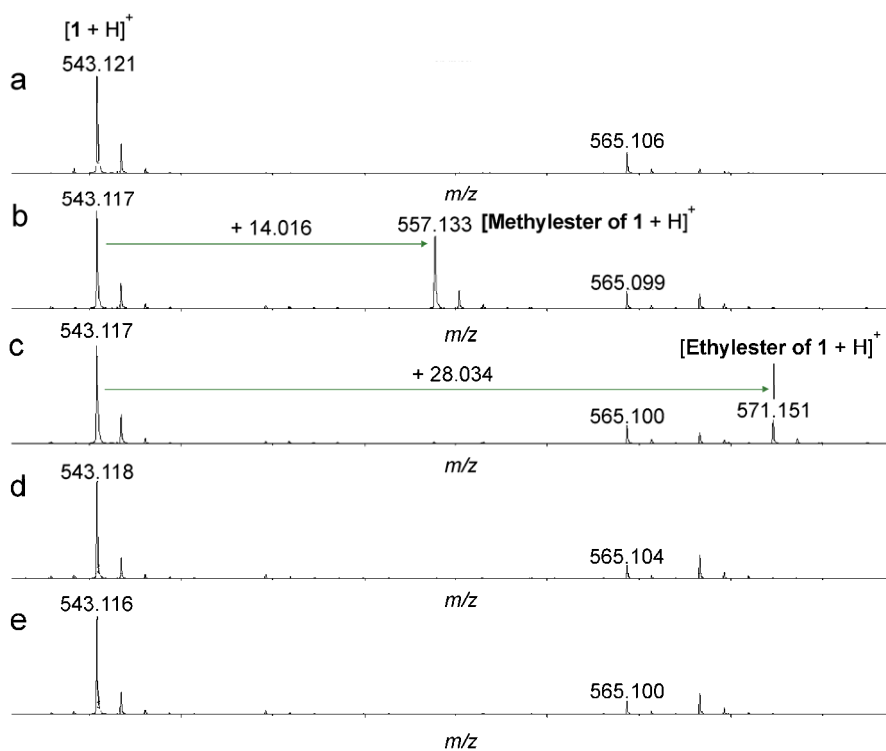 [1 + H]+
543.121
a
565.106
m/z
543.117
b
+ 14.016
557.133 [Methylester of 1 + H]+
565.099
m/z
543.117
c
[Ethylester of 1 + H]+
+ 28.034
565.100
571.151
m/z
543.118
d
565.104
m/z
543.116
e
565.100
m/z